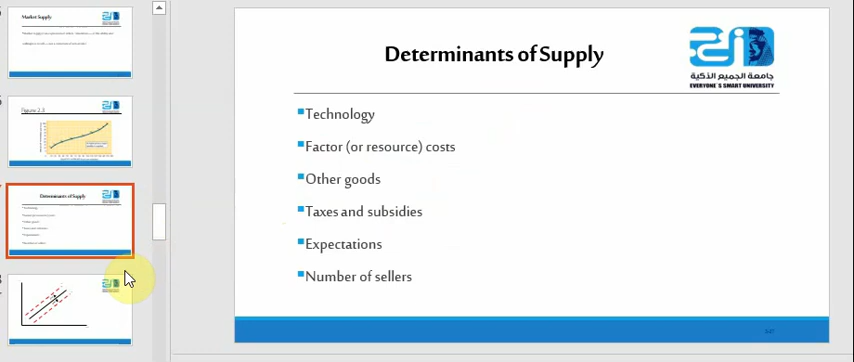 Market Supply
Figure 2.3
Determinants of Supply
Determinants of Supply
جامعة الجميع الذكية
EVERYONE'S SMART UNIVERSITY
Technology
Factor (or resource) costs
Other goods
Taxes and subsidies
Expectations
Number of sellers